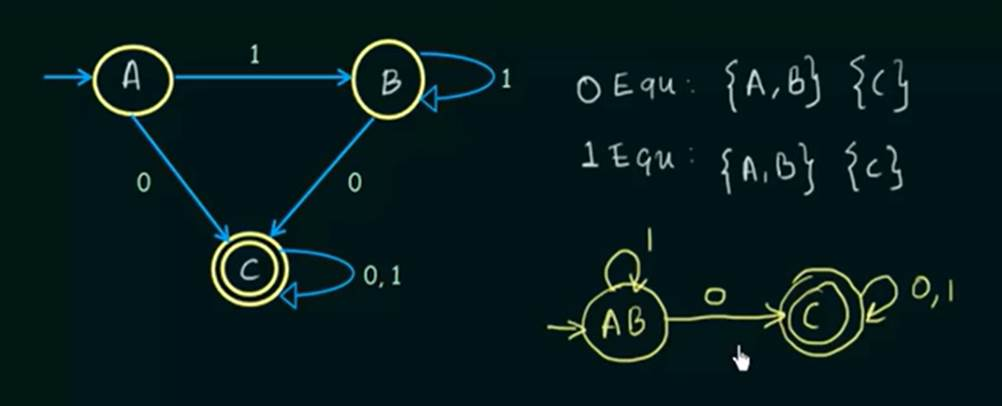 A
1
B
1
0
0
C
0, 1
0 Equ: {A, B} {C}
1 Equ: {A, B} {C}
1
AB
0
C
0, 1